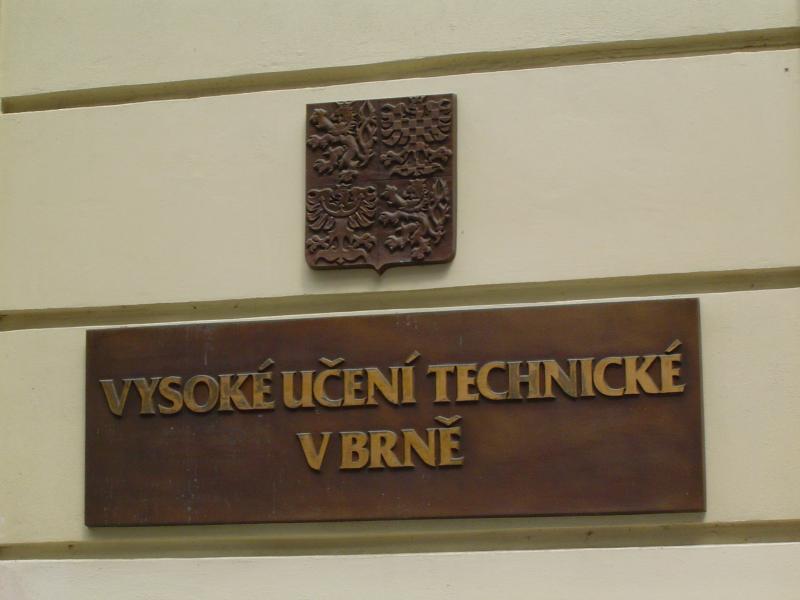 VYSOKÉ UČENÍ TECHNICKÉ
V BRNĚ